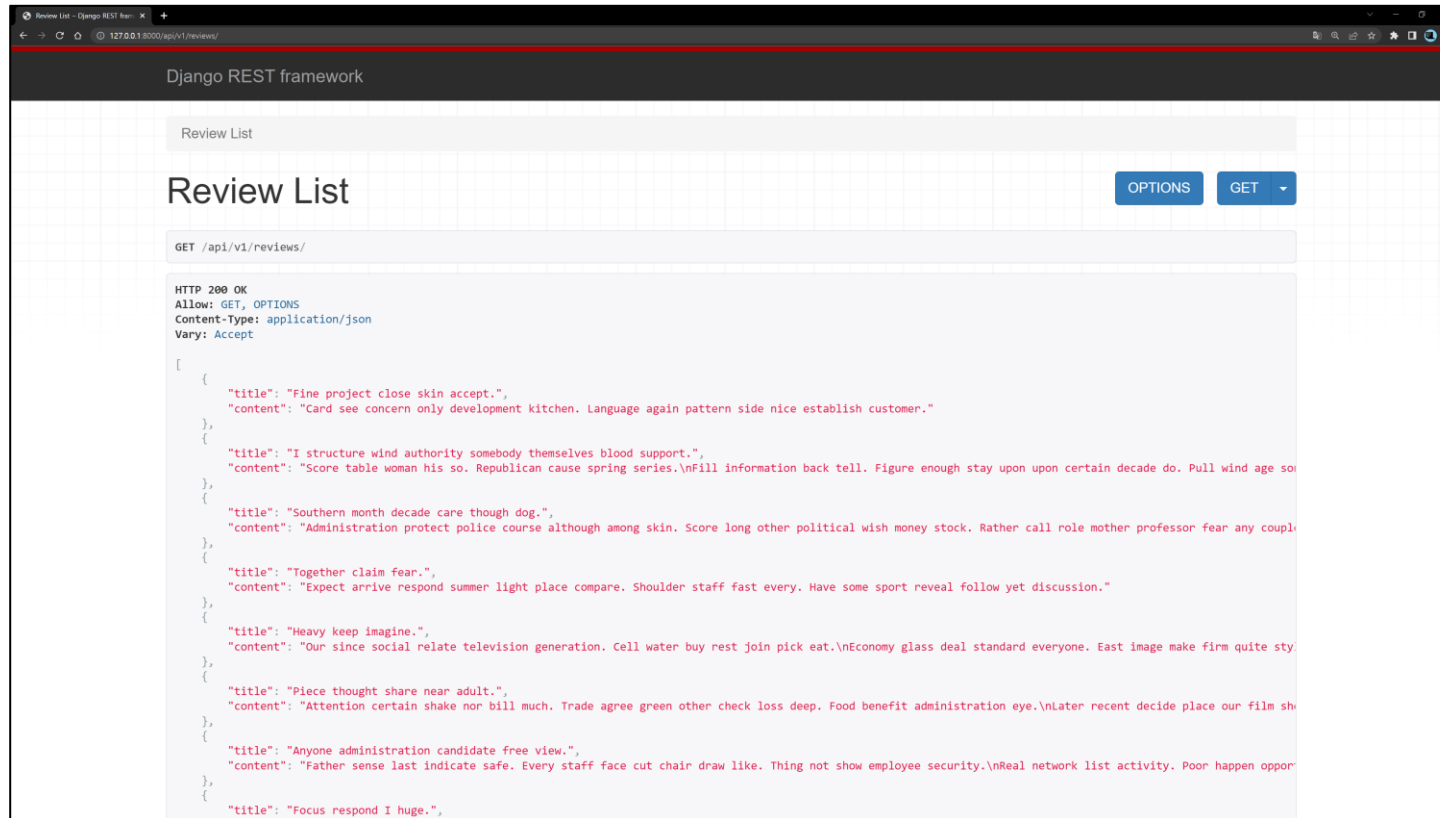 Review List – Django REST fram
127.0.0.1:8000/api/v1/reviews/
Django REST framework
Review List
Review List
OPTIONS
GET
GET /api/v1/reviews/
HTTP 200 OK
Allow: GET, OPTIONS
Content-Type: application/json
Vary: Accept
[
{
"title": "Fine project close skin accept.",
"content": "Card see concern only development kitchen. Language again pattern side nice establish customer."
},
{
"title": "I structure wind authority somebody themselves blood support.",
"content": "Score table woman his so. Republican cause spring series.\nFill information back tell. Figure enough stay upon upon certain decade do. Pull wind age so
},
{
"title": "Southern month decade care though dog.",
"content": "Administration protect police course although among skin. Score long other political wish money stock. Rather call role mother professor fear any coupl
},
{
"title": "Together claim fear.",
"content": "Expect arrive respond summer light place compare. Shoulder staff fast every. Have some sport reveal follow yet discussion."
},
{
"title": "Heavy keep imagine.",
"content": "Our since social relate television generation. Cell water buy rest join pick eat.\nEconomy glass deal standard everyone. East image make firm quite sty
},
{
"title": "Piece thought share near adult.",
"content": "Attention certain shake nor bill much. Trade agree green other check loss deep. Food benefit administration eye.\nLater recent decide place our film sh
},
{
"title": "Anyone administration candidate free view.",
"content": "Father sense last indicate safe. Every staff face cut chair draw like. Thing not show employee security.\nReal network list activity. Poor happen oppor
},
{
"title": "Focus respond I huge.",